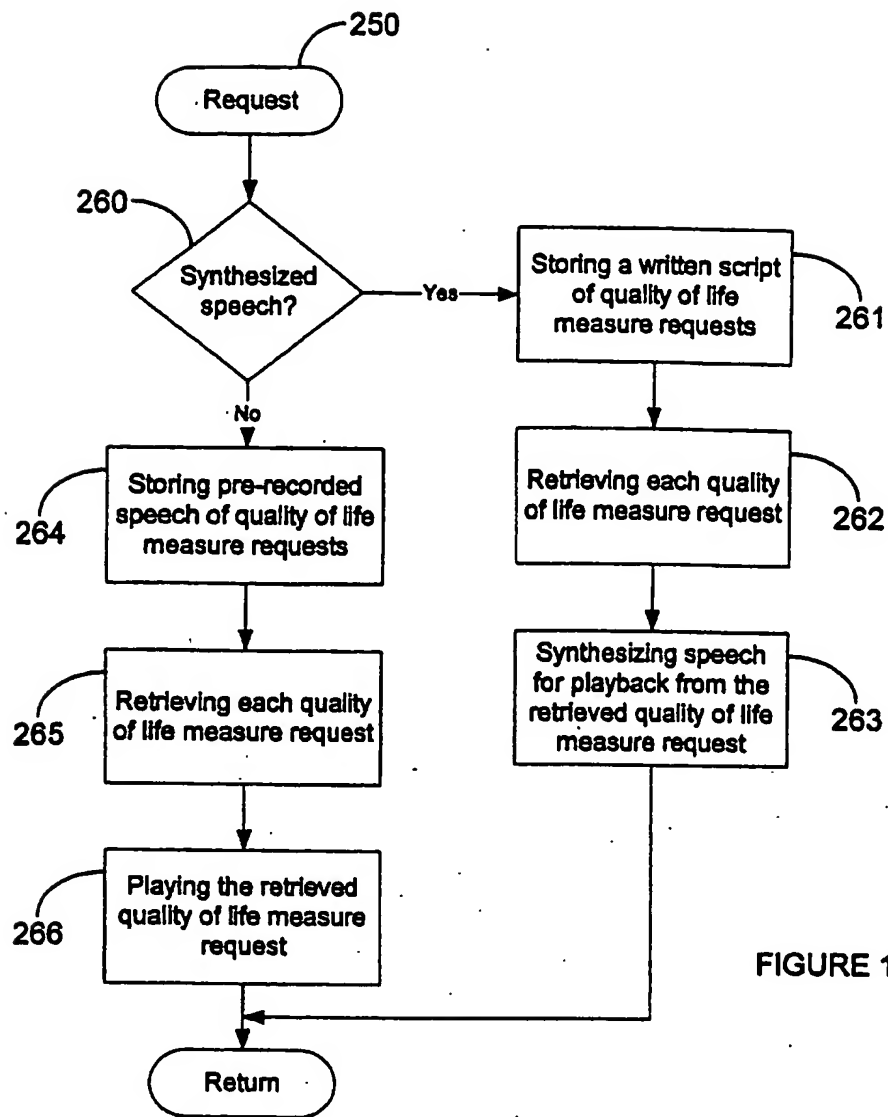 250
Request
260
Synthesized
speech?
Yes
Storing a written script
of quality of life
measure requests
261
No
264
Storing pre-recorded
speech of quality of life
measure requests
Retrieving each quality
of life measure request
262
265
Retrieving each quality
of life measure request
Synthesizing speech
for playback from the
retrieved quality of life
measure request
263
266
Playing the retrieved
quality of life measure
request
FIGURE 1
Return